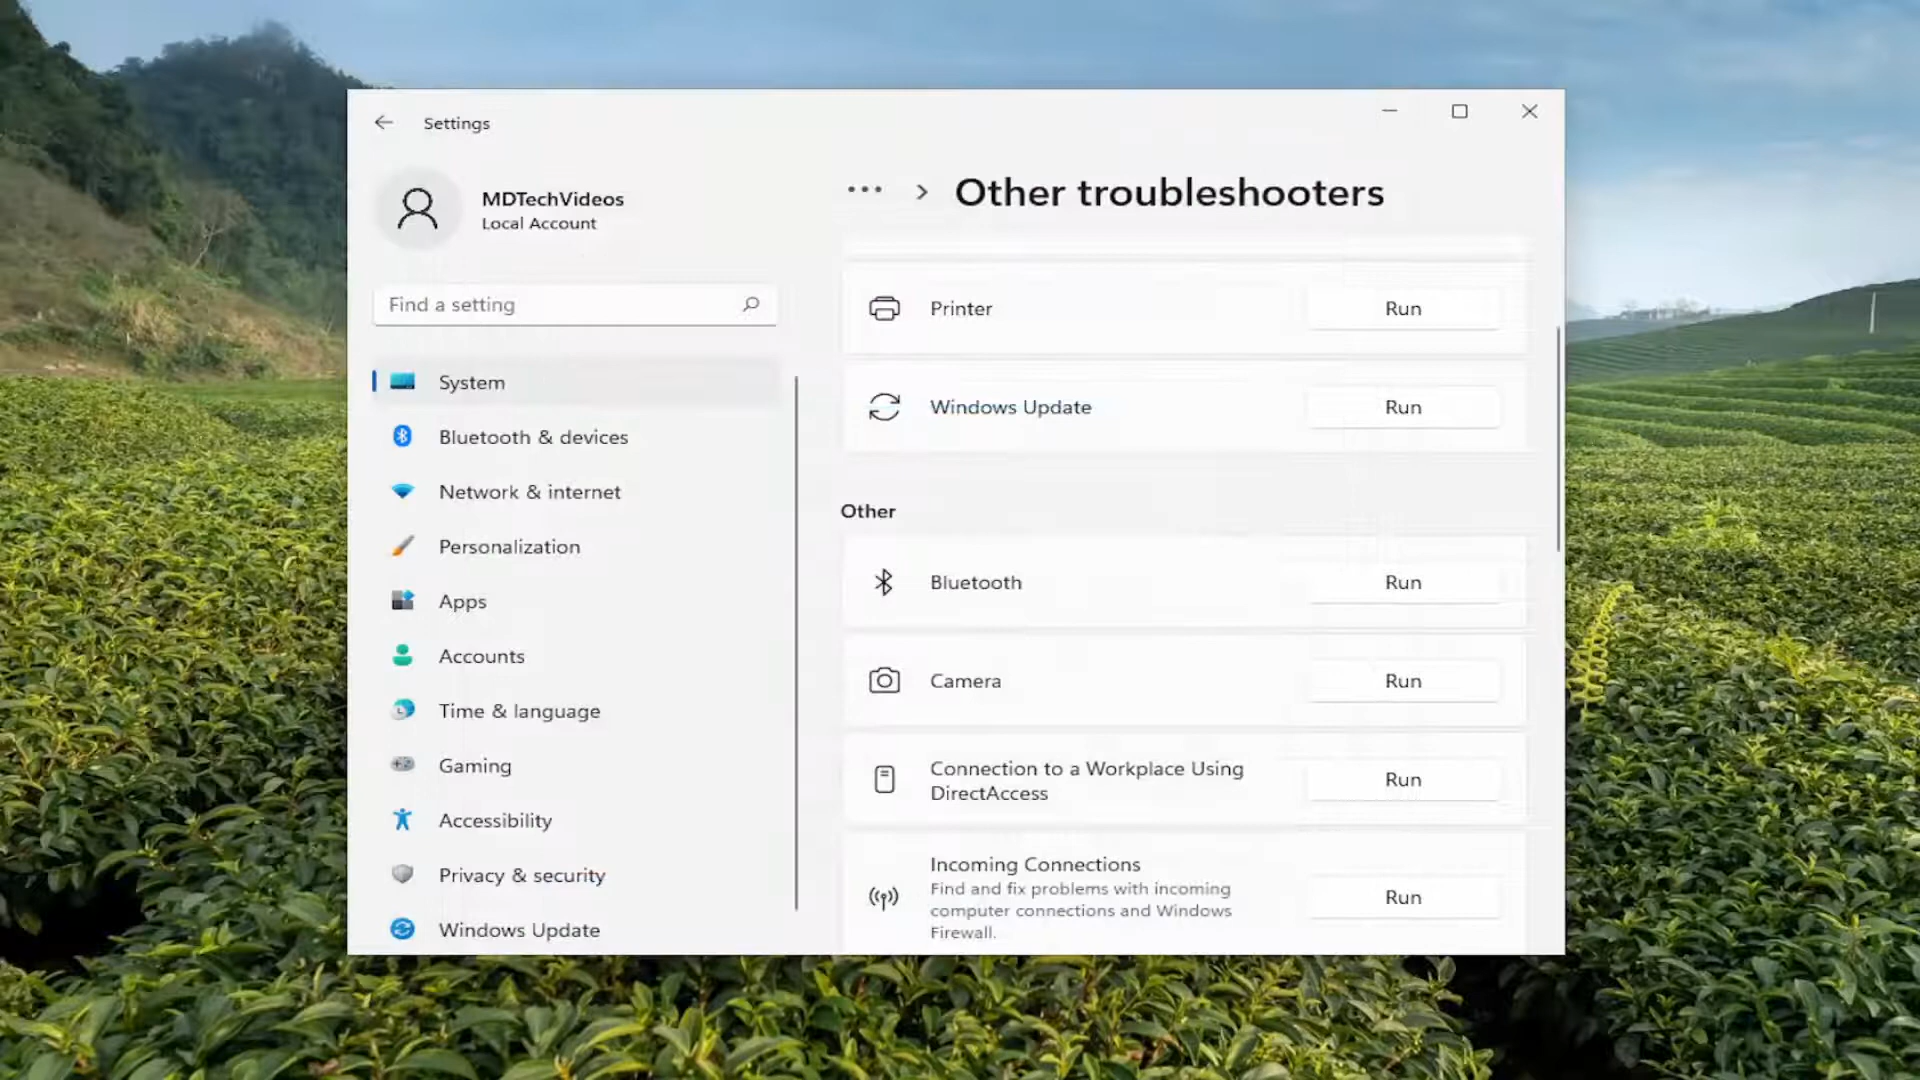 Settings
MDTechVideos
Local Account
Find a setting
System
Bluetooth & devices
Network & internet
Personalization
Apps
Accounts
Time & language
Gaming
Accessibility
Privacy & security
Windows Update
Other troubleshooters
Printer
Run
Windows Update
Run
Other
Bluetooth
Run
Camera
Run
Connection to a Workplace Using
DirectAccess
Run
Incoming Connections
Find and fix problems with incoming
computer connections and Windows
Firewall.
Run